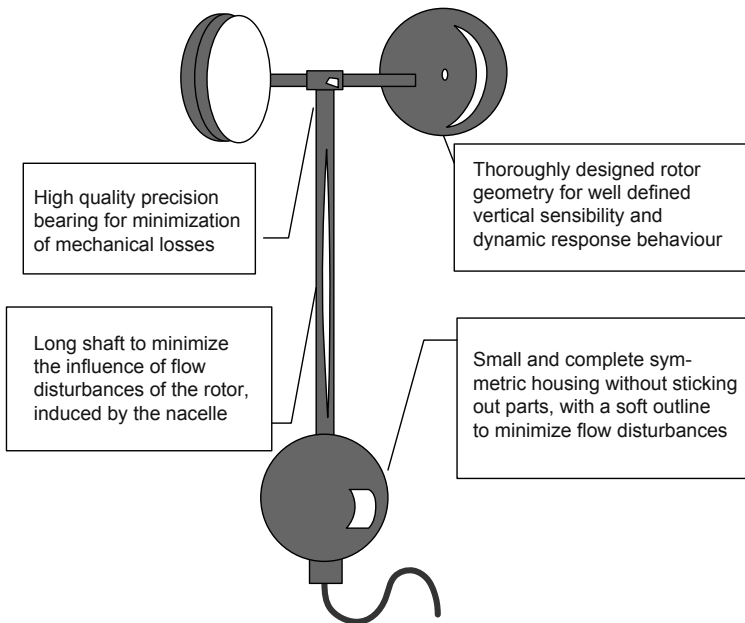 High quality precision
bearing for minimization
of mechanical losses
Thoroughly designed rotor
geometry for well defined
vertical sensibility and
dynamic response behaviour
Long shaft to minimize
the influence of flow
disturbances of the rotor,
induced by the nacelle
Small and complete sym-
metric housing without sticking
out parts, with a soft outline
to minimize flow disturbances